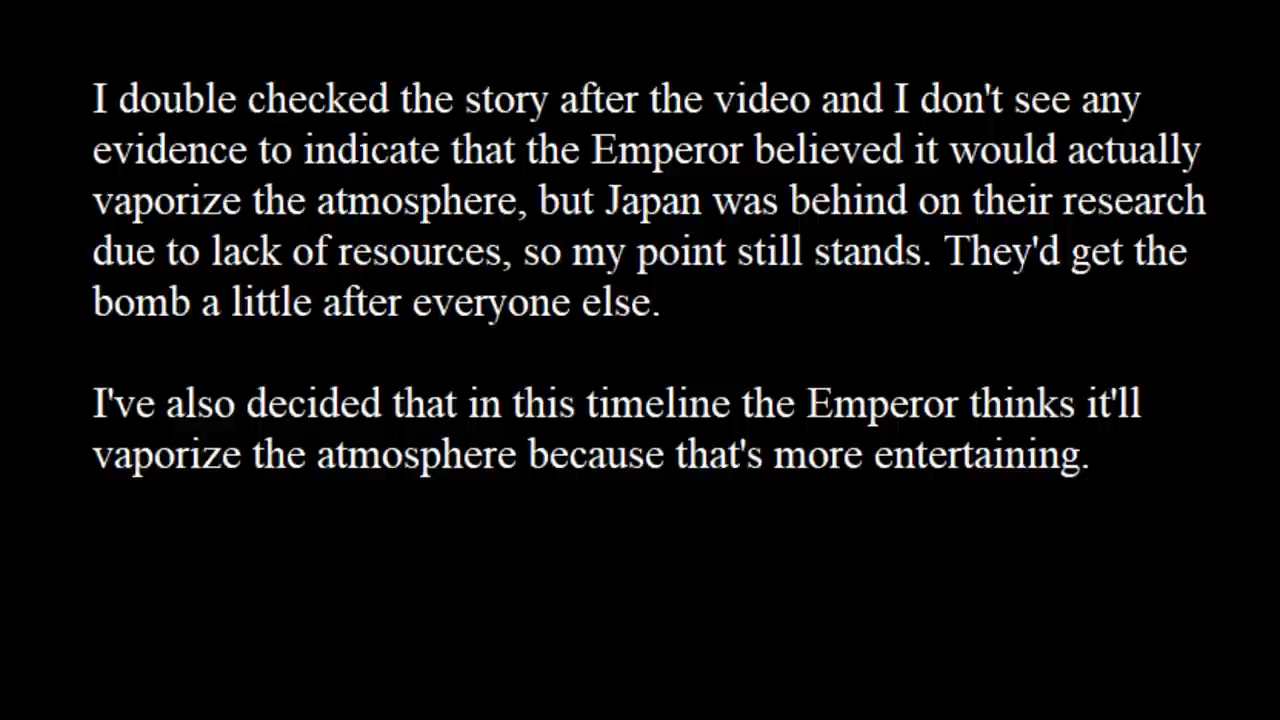 I double checked the story after the video and I don't see any
evidence to indicate that the Emperor believed it would actually
vaporize the atmosphere, but Japan was behind on their research
due to lack of resources, so my point still stands. They'd get the
bomb a little after everyone else.
I've also decided that in this timeline the Emperor thinks it'll
vaporize the atmosphere because that's more entertaining.